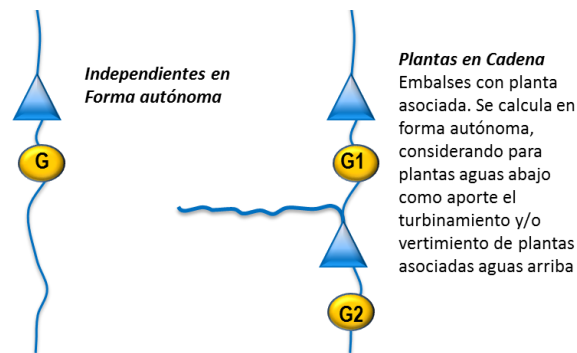 Independientes en
Forma autónoma
G
Plantas en Cadena
Embalses con planta
asociada. Se calcula en
forma autónoma,
considerando para
plantas aguas abajo
como aporte el
turbinamiento y/o
vertimiento de plantas
asociadas aguas arriba
G1
G2